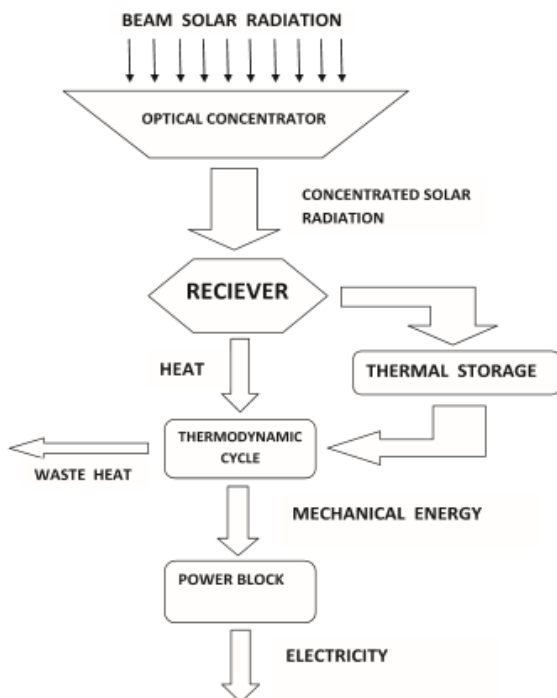 BEAM SOLAR RADIATION
OPTICAL CONCENTRATOR
CONCENTRATED SOLAR
RADIATION
RECIEVER
HEAT
THERMAL STORAGE
THERMODYNAMIC
CYCLE
WASTE HEAT
MECHANICAL ENERGY
POWER BLOCK
ELECTRICITY